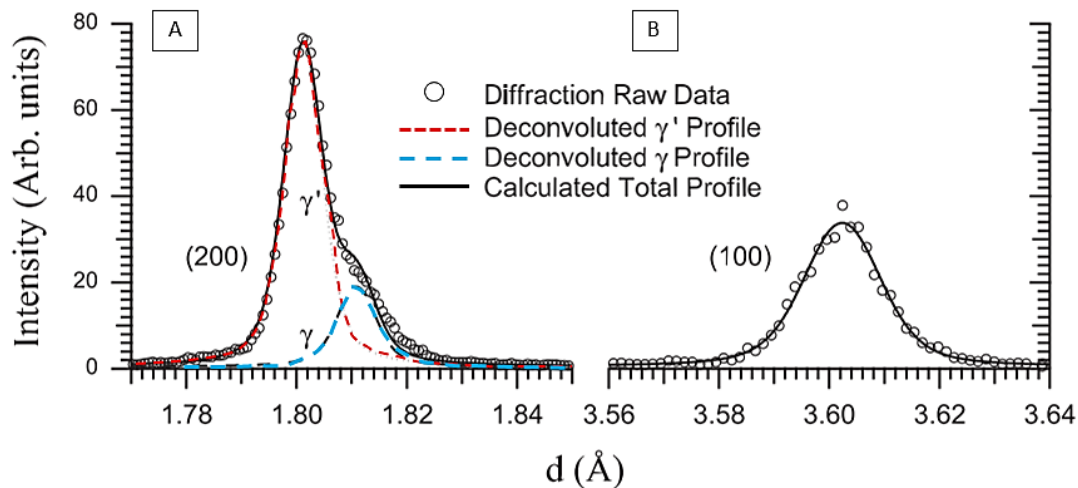 A
B
80
60
40
20
0
Intensity (Arb. units)
Diffraction Raw Data
Deconvoluted γ' Profile
Deconvoluted γ Profile
Calculated Total Profile
γ'
(200)
γ
(100)
1.78
1.80
1.82
1.84
3.56
3.58
3.60
3.62
3.64
d (Å)